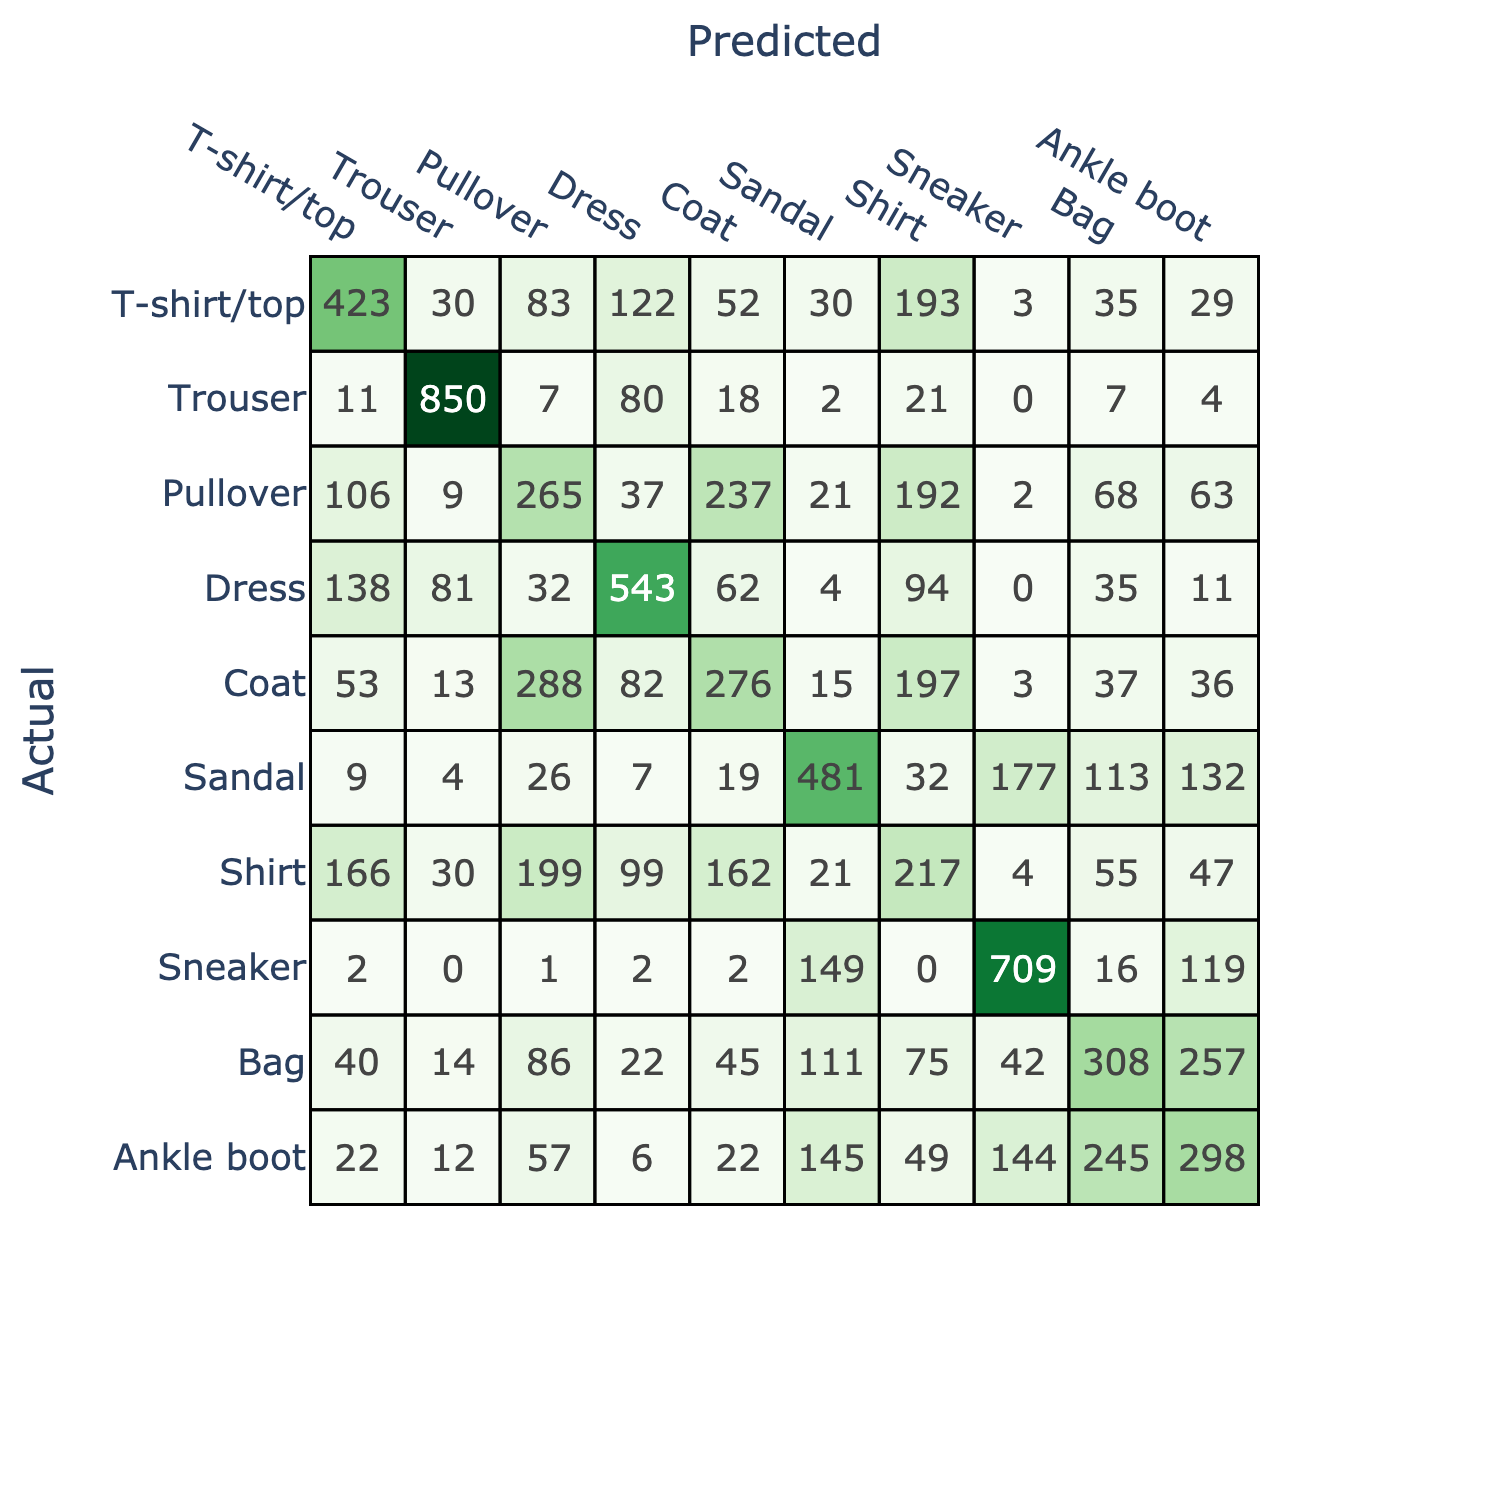 Predicted
T-shirt/top Trouser Pullover Dress Coat Sandal Shirt Sneaker Bag Ankle boot
Actual
T-shirt/top 423 30 83 122 52 30 193 3 35 29
Trouser 11 850 7 80 18 2 21 0 7 4
Pullover 106 9 265 37 237 21 192 2 68 63
Dress 138 81 32 543 62 4 94 0 35 11
Coat 53 13 288 82 276 15 197 3 37 36
Sandal 9 4 26 7 19 481 32 177 113 132
Shirt 166 30 199 99 162 21 217 4 55 47
Sneaker 2 0 1 2 2 149 0 709 16 119
Bag 40 14 86 22 45 111 75 42 308 257
Ankle boot 22 12 57 6 22 145 49 144 245 298